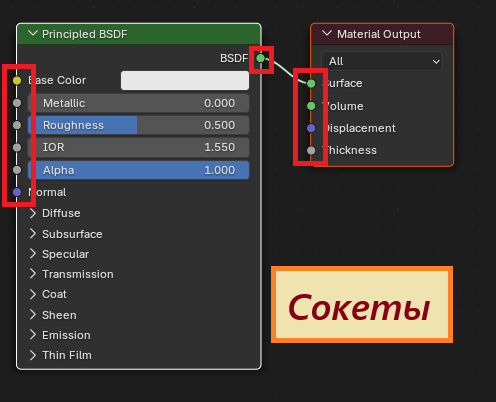 Principled BSDF
BSDF
Base Color
Metallic 0.000
Roughness 0.500
IOR 1.550
Alpha 1.000
Normal
Diffuse
Subsurface
Specular
Transmission
Coat
Sheen
Emission
Thin Film
Material Output
All
Surface
Volume
Displacement
Thickness
Сокеты